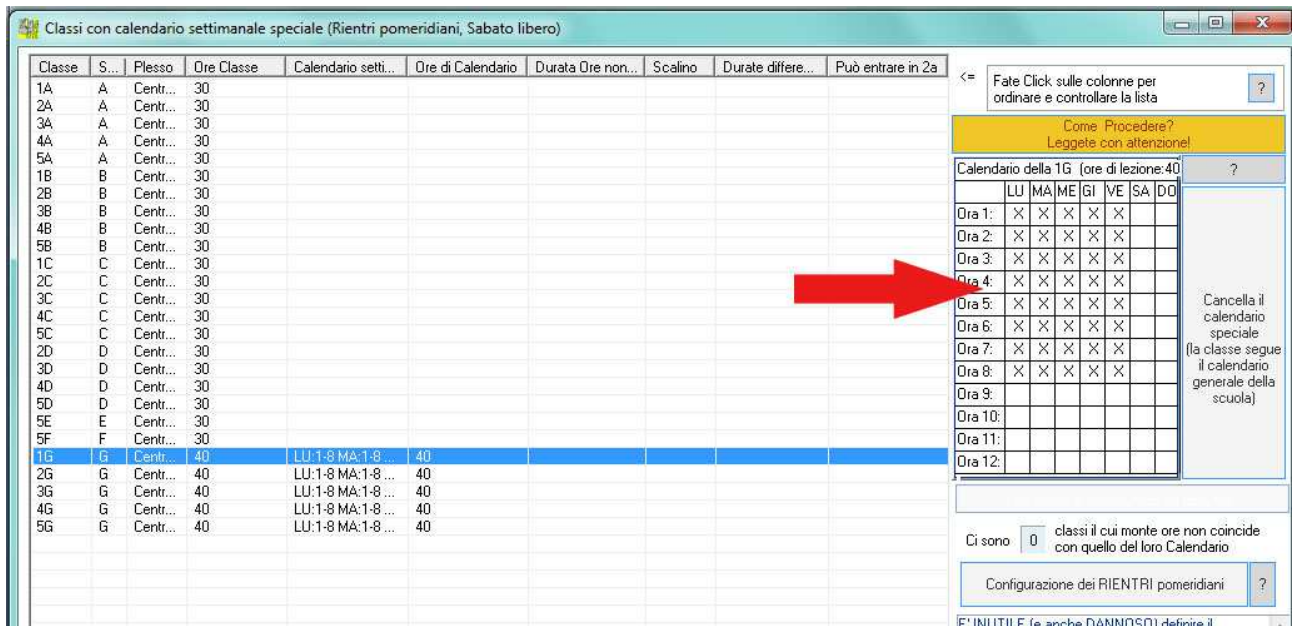 Classi con calendario settimanale speciale (Rientri pomeridiani, Sabato libero)
Classe S... Plesso Ore Classe Calendario setti... Ore di Calendario Durata Ore non... Scalino Durate differe... Può entrare in 2a
1A A Centr... 30
2A A Centr... 30
3A A Centr... 30
4A A Centr... 30
5A A Centr... 30
1B B Centr... 30
2B B Centr... 30
3B B Centr... 30
4B B Centr... 30
5B B Centr... 30
1C C Centr... 30
2C C Centr... 30
3C C Centr... 30
4C C Centr... 30
5C C Centr... 30
2D D Centr... 30
3D D Centr... 30
4D D Centr... 30
5D D Centr... 30
5E E Centr... 30
5F F Centr... 30
1G G Centr... 40 LU:1-8 MA:1-8 ... 40
2G G Centr... 40 LU:1-8 MA:1-8 ... 40
3G G Centr... 40 LU:1-8 MA:1-8 ... 40
4G G Centr... 40 LU:1-8 MA:1-8 ... 40
5G G Centr... 40 LU:1-8 MA:1-8 ... 40
<= Fate Click sulle colonne per
ordinare e controllare la lista
?
Come Procedere?
Leggete con attenzione!
Calendario della 1G (ore di lezione:40
?
LU MA ME GI VE SA DO
Ora 1: X X X X X
Ora 2: X X X X X
Ora 3: X X X X X
Ora 4: X X X X X
Ora 5: X X X X X
Ora 6: X X X X X
Ora 7: X X X X X
Ora 8: X X X X X
Ora 9:
Ora 10:
Ora 11:
Ora 12:
Cancella il
calendario
speciale
(la classe segue
il calendario
generale della
scuola)
Ci sono 0 classi il cui monte ore non coincide
con quello del loro Calendario
Configurazione dei RIENTRI pomeridiani ?
E' INUTILE (e anche DANNOSO) definire il